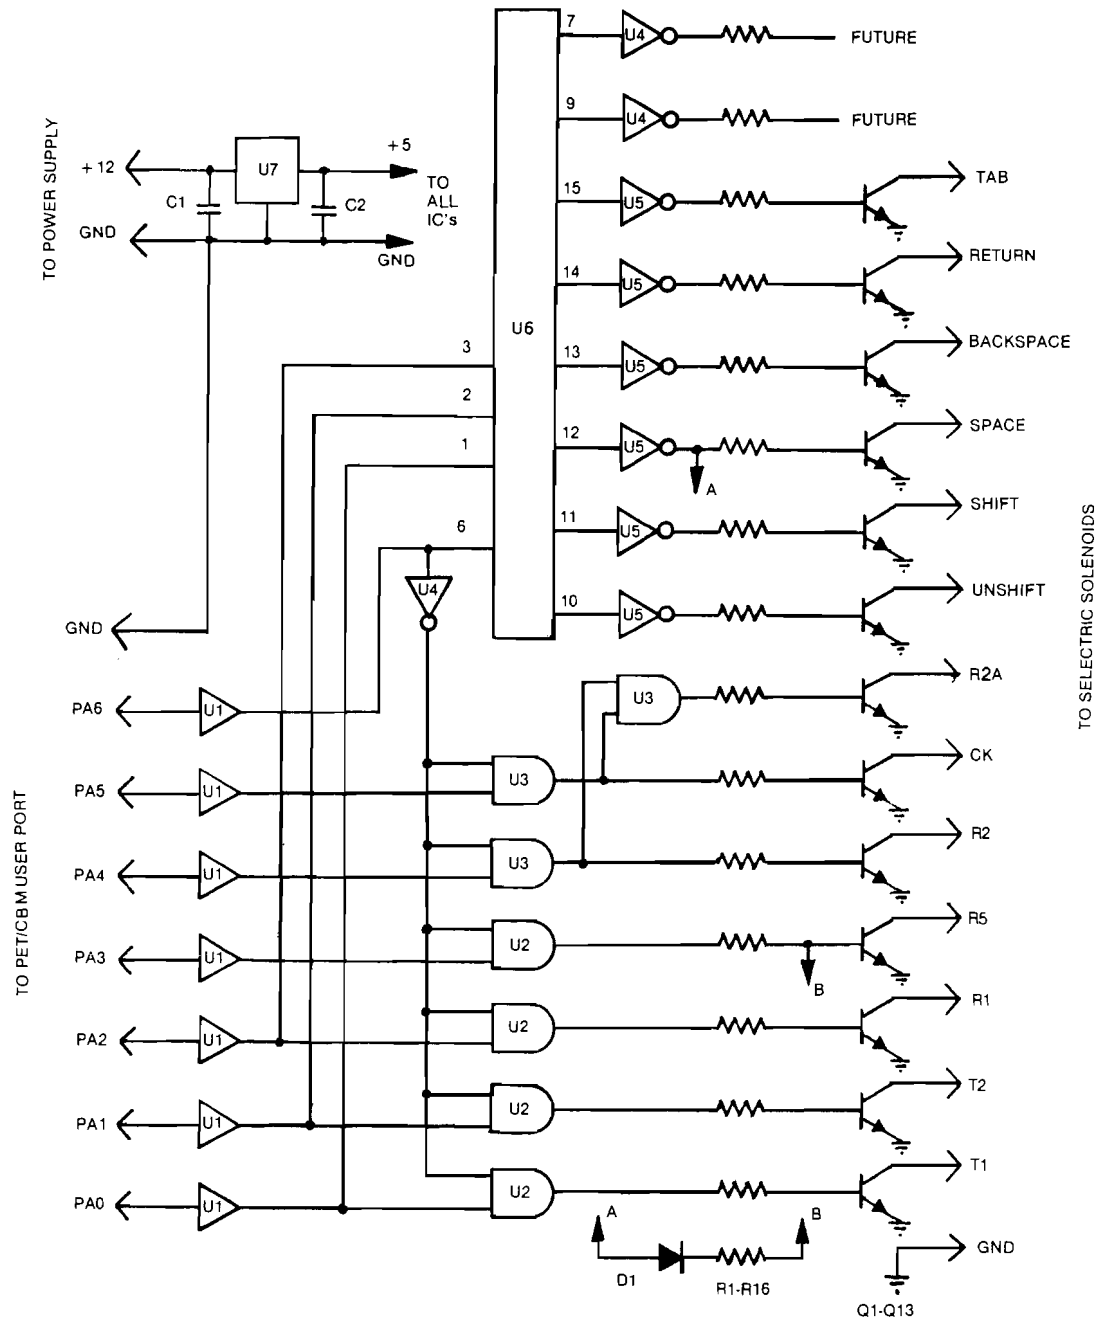 7
U4
FUTURE
9
U4
FUTURE
TO POWER SUPPLY
+12
U7
+5
TO
ALL
IC's
C1
C2
GND
GND
15
U5
TAB
14
U5
RETURN
U6
3
13
U5
BACKSPACE
2
12
U5
SPACE
A
1
11
U5
SHIFT
6
U4
10
U5
UNSHIFT
TO SELECTRIC SOLENOIDS
GND
PA6
U1
U3
R2A
PA5
U1
U3
CK
TO PET/CBM USER PORT
PA4
U1
U3
R2
PA3
U1
U2
R5
B
PA2
U1
U2
R1
PA1
U1
U2
T2
PA0
U1
U2
T1
A
B
D1
R1-R16
GND
Q1-Q13